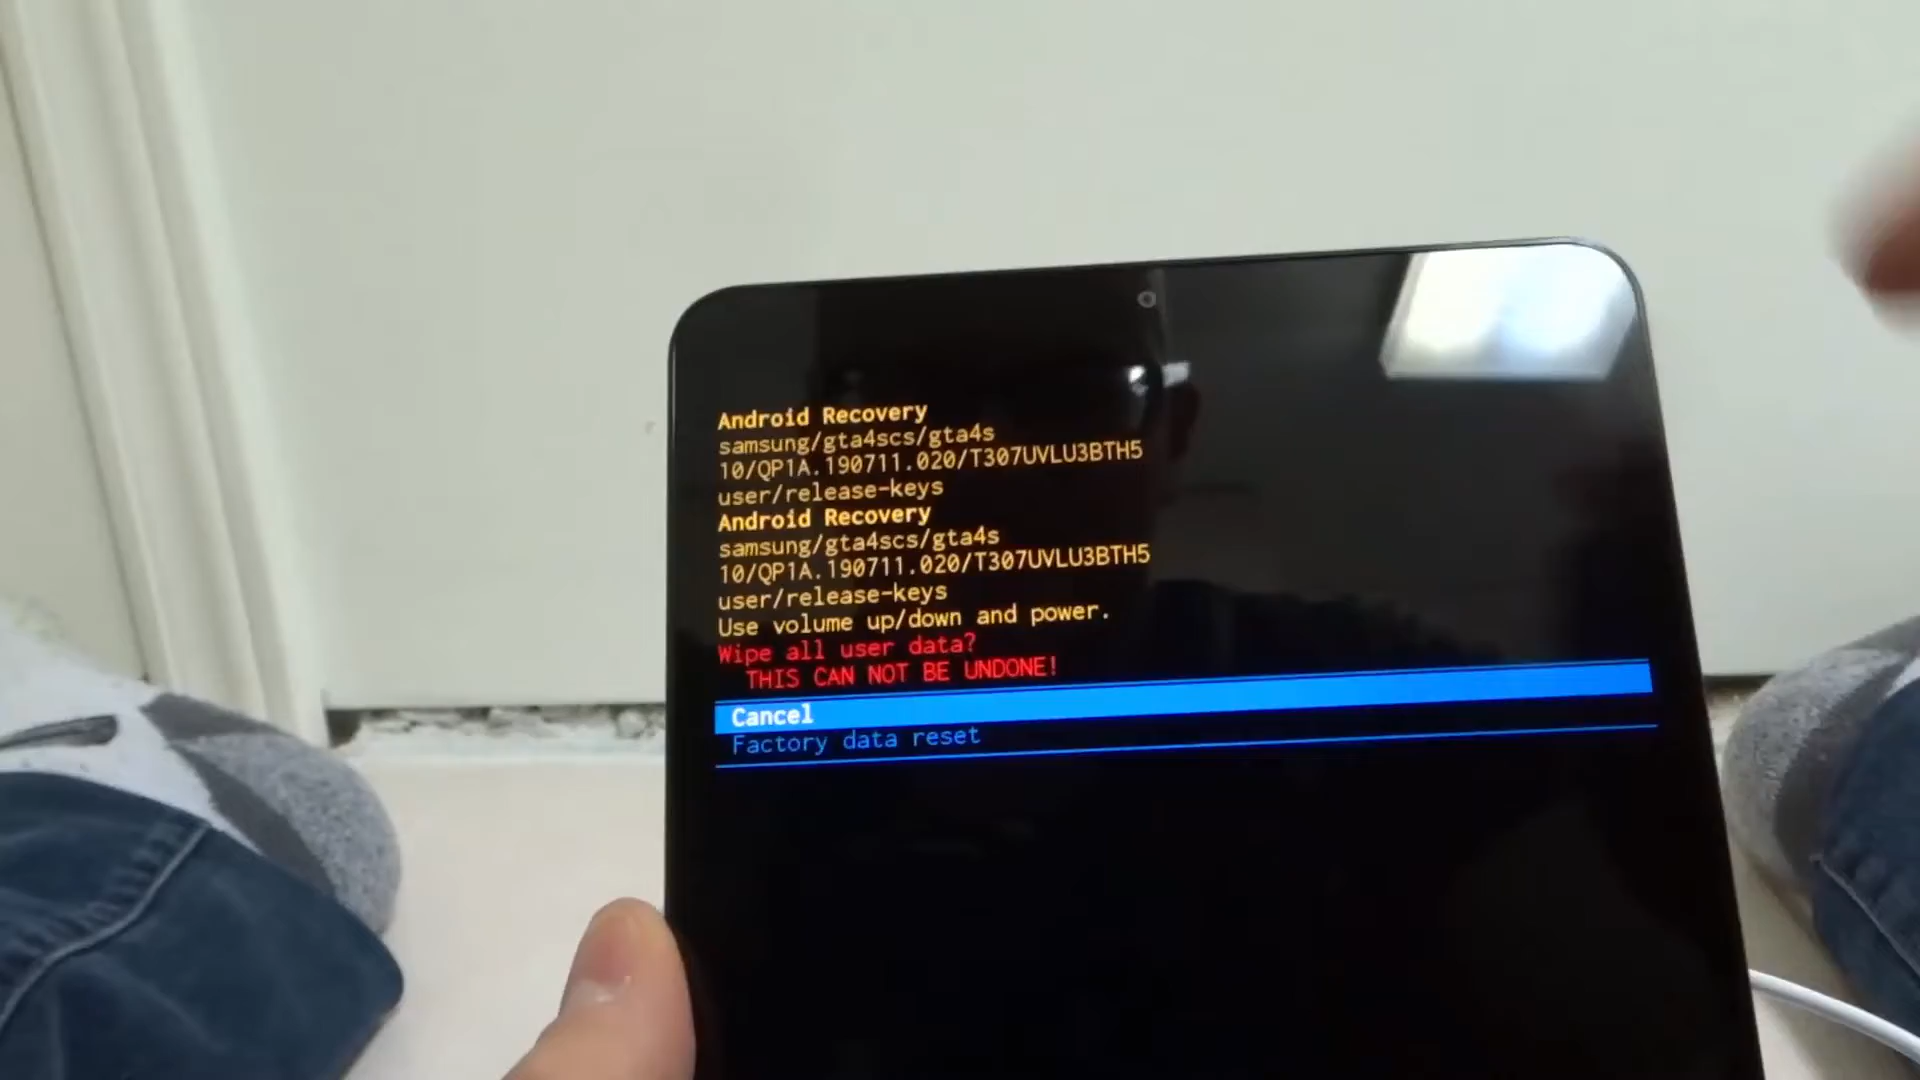 Android Recovery
samsung/gta4scs/gta4s
10/QP1A.190711.020/T307UVLU3BTH5
user/release-keys
Android Recovery
samsung/gta4scs/gta4s
10/QP1A.190711.020/T307UVLU3BTH5
user/release-keys
Use volume up/down and power.
Wipe all user data?
THIS CAN NOT BE UNDONE!
Cancel
Factory data reset